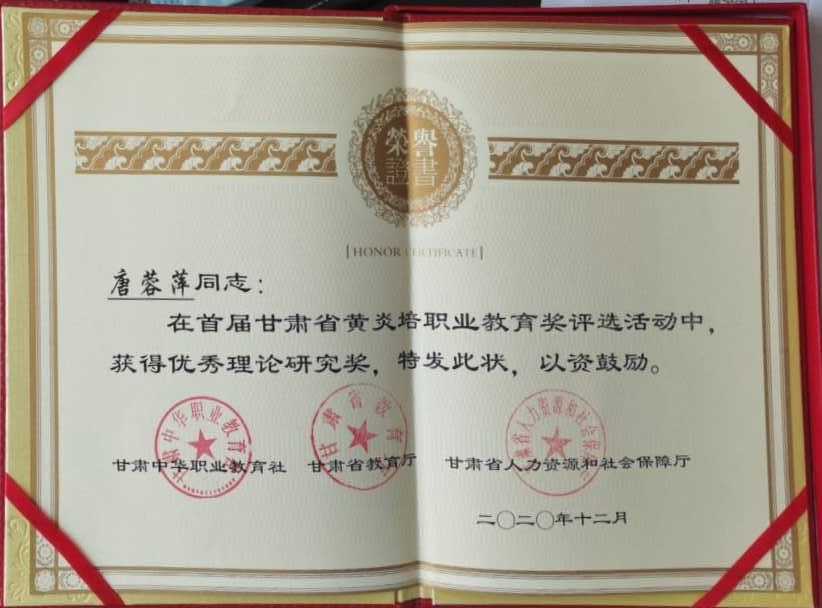 榮譽
證書
[HONOR CERTIFICATE]
唐蓉萍同志：
在首届甘肃省黄炎培职业教育奖评选活动中，
获得优秀理论研究奖，特发此状，以资鼓励。
甘肃中华职业教育社 甘肃省教育厅 甘肃省人力资源和社会保障厅
二〇二〇年十二月